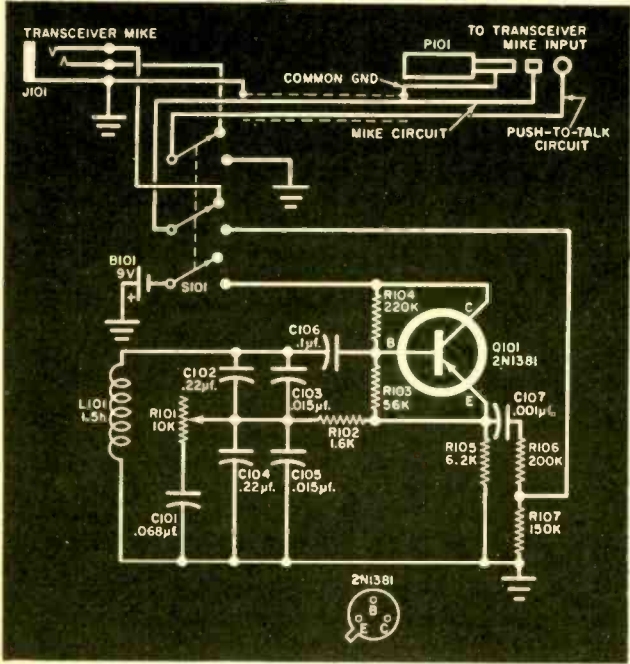 TRANSCEIVER MIKE
J101
COMMON GND
P101
TO TRANSCEIVER
MIKE INPUT
MIKE CIRCUIT
PUSH-TO-TALK
CIRCUIT
B101
9V
+
S101
R104
220K
C
B
E
Q101
2N1381
C106
.1µf.
C102
.22µf.
C103
.015µf.
R103
56K
C107
.001µf.
L101
1.5h
R101
10K
R102
1.6K
R105
6.2K
R106
200K
C104
.22µf.
C105
.015µf.
C101
.068µf.
R107
150K
2N1381
B
E
C